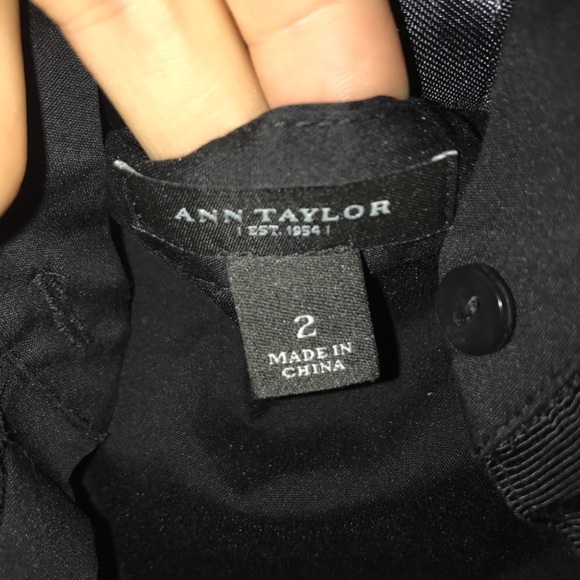 ANN TAYLOR
| EST. 1954 |
2
MADE IN
CHINA